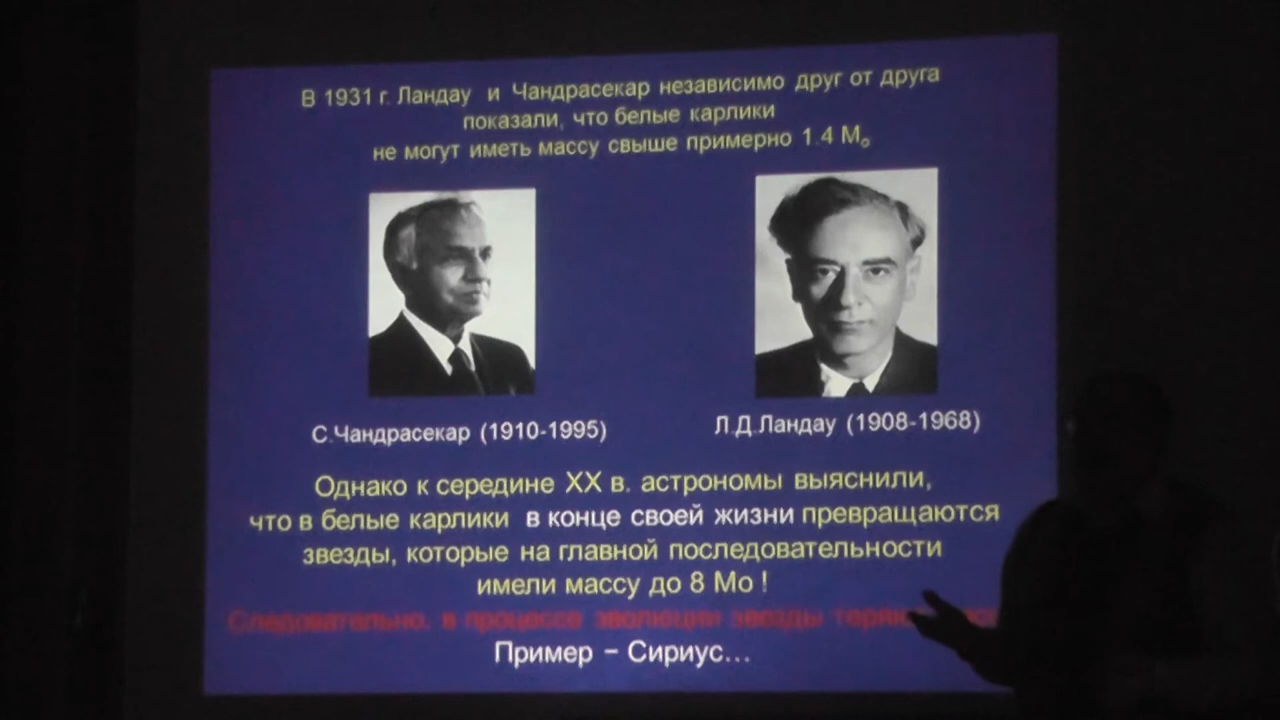 В 1931 г. Ландау и Чандрасекар независимо друг от друга
показали, что белые карлики
не могут иметь массу свыше примерно 1.4 Mₒ
С.Чандрасекар (1910-1995)
Л.Д.Ландау (1908-1968)
Однако к середине XX в. астрономы выяснили,
что в белые карлики в конце своей жизни превращаются
звезды, которые на главной последовательности
имели массу до 8 Мо !
Следовательно, в процессе эволюции звезды
Пример – Сириус...